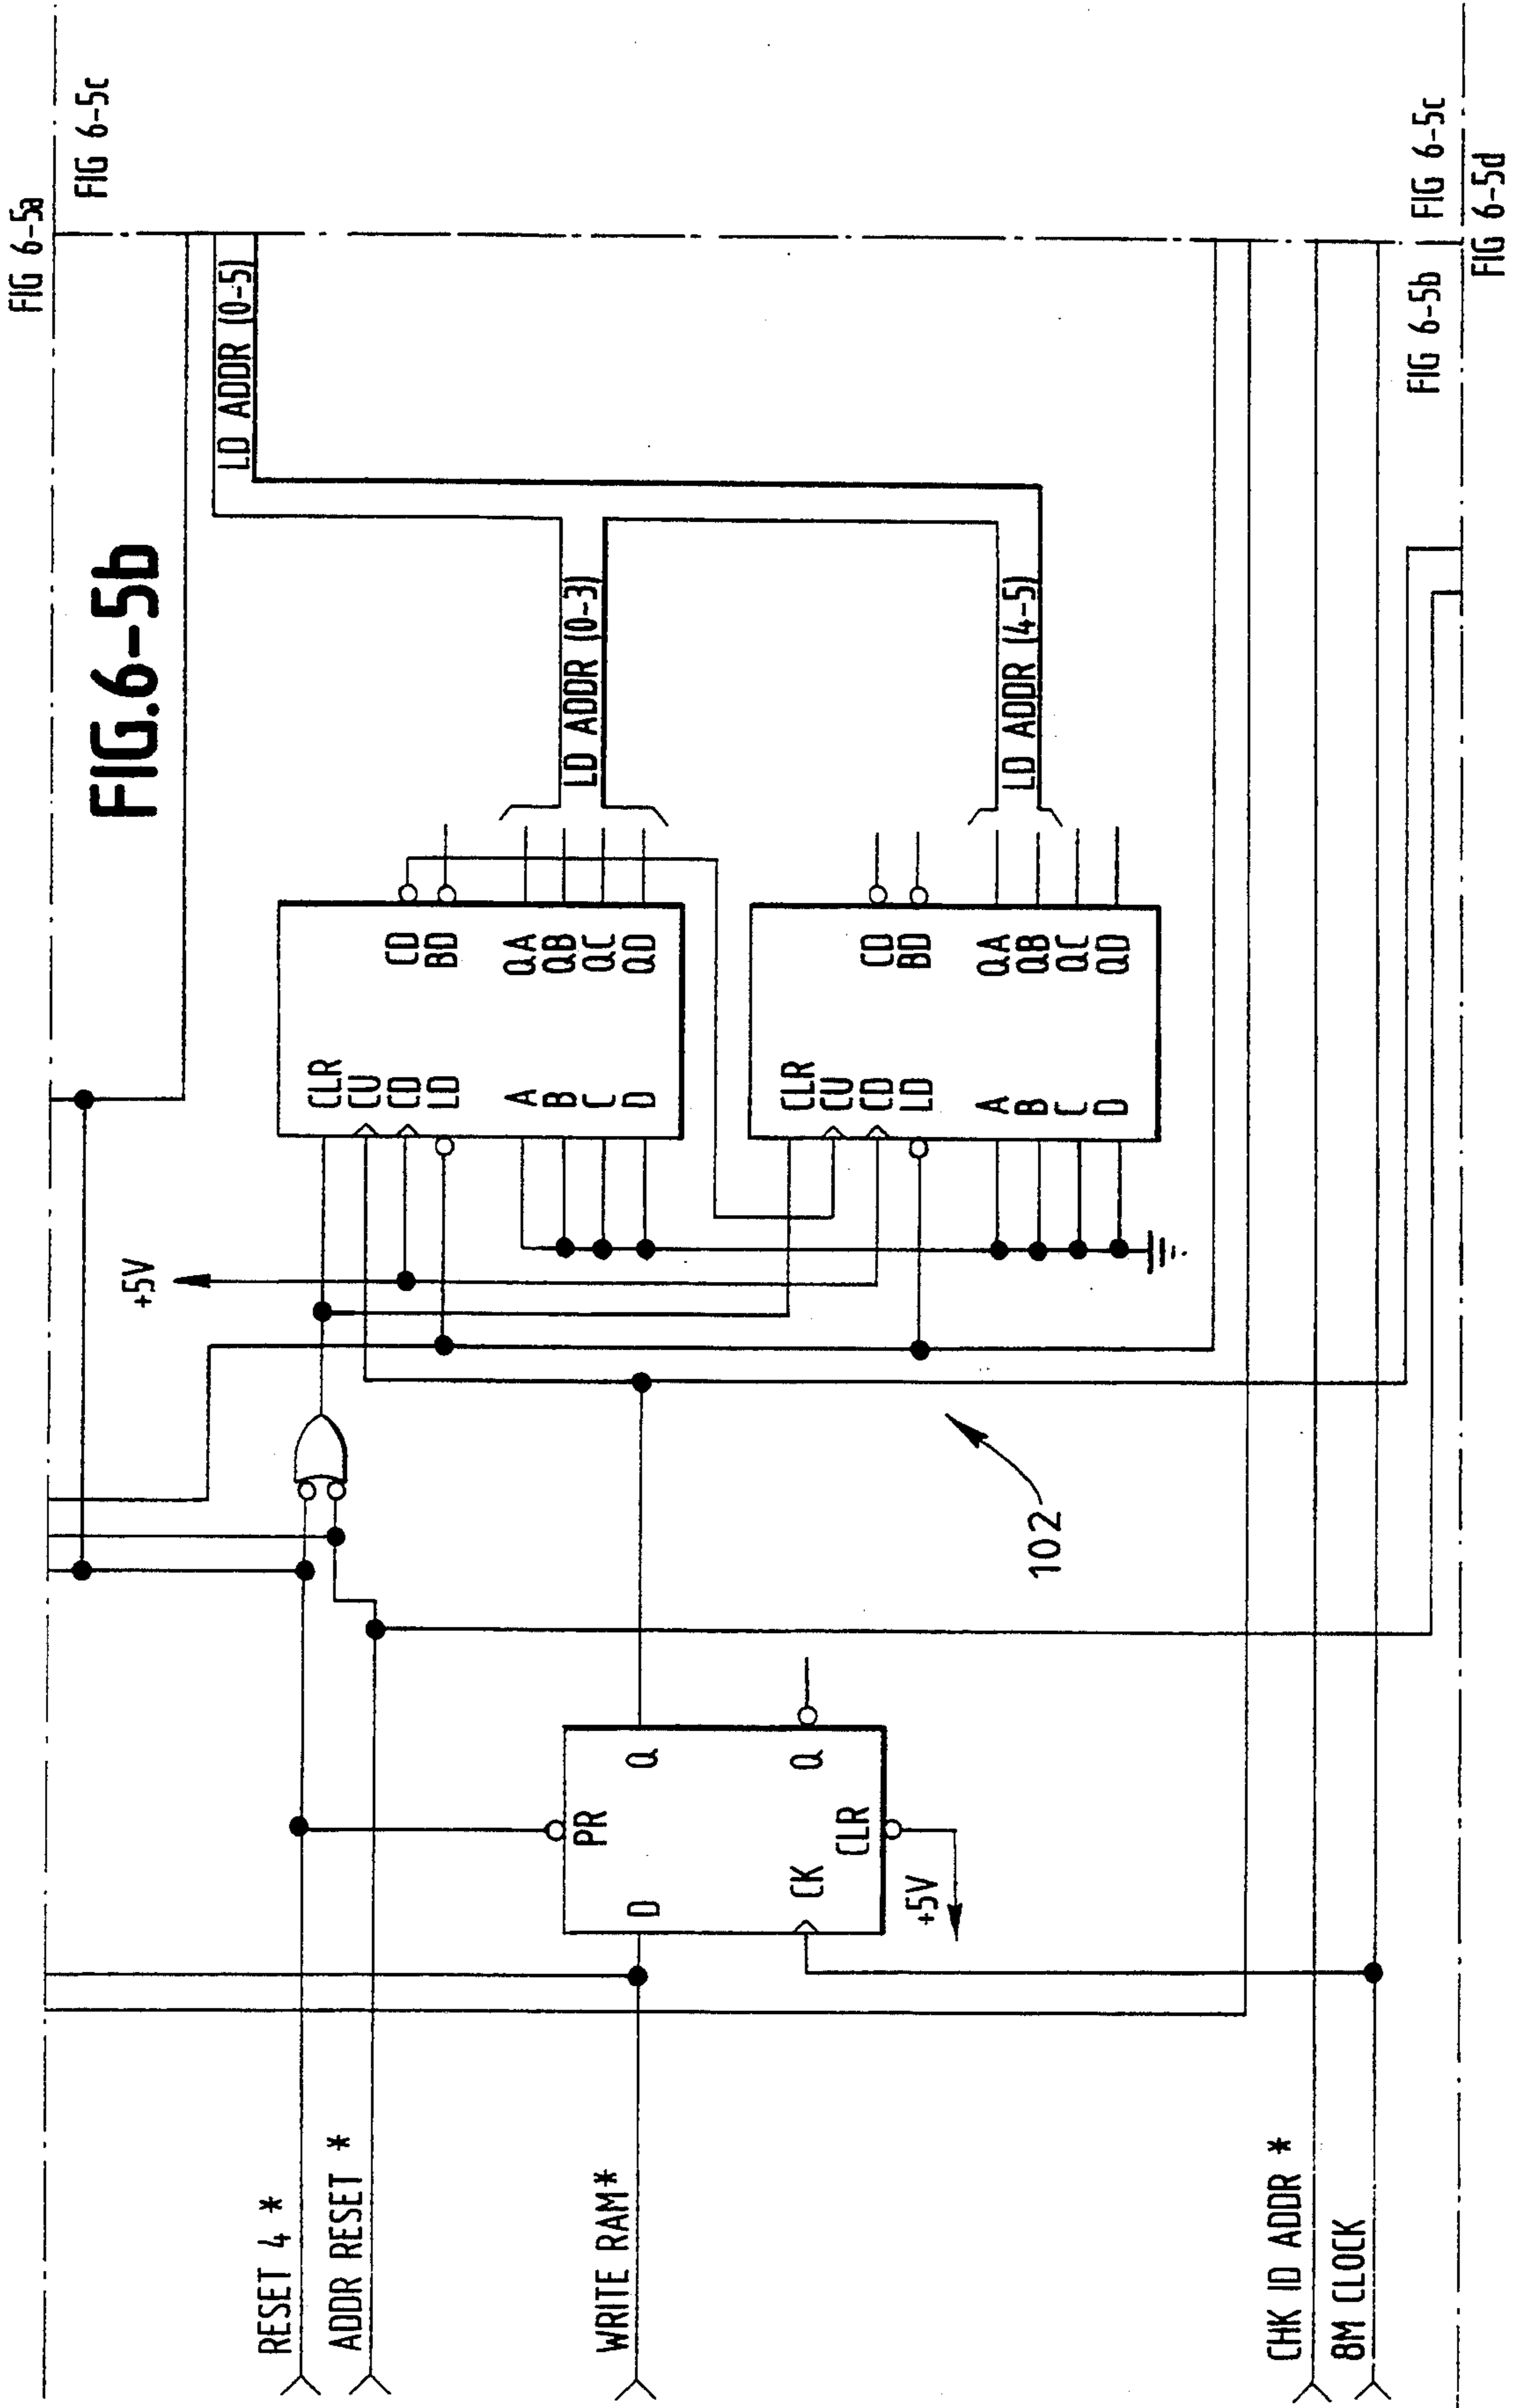 FIG 6-5a
FIG 6-5c
FIG.6-5b
LD ADDR (0-5)
LD ADDR (0-3)
LD ADDR (4-5)
+5V
CLR
CU
CD
LD
A
B
C
D
CD
BD
QA
QB
QC
QD
CLR
CU
CD
LD
A
B
C
D
CD
BD
QA
QB
QC
QD
RESET 4 *
ADDR RESET *
WRITE RAM*
D
PR
Q
CK
CLR
Q
+5V
102
CHK ID ADDR *
8M CLOCK
FIG 6-5b
FIG 6-5c
FIG 6-5d